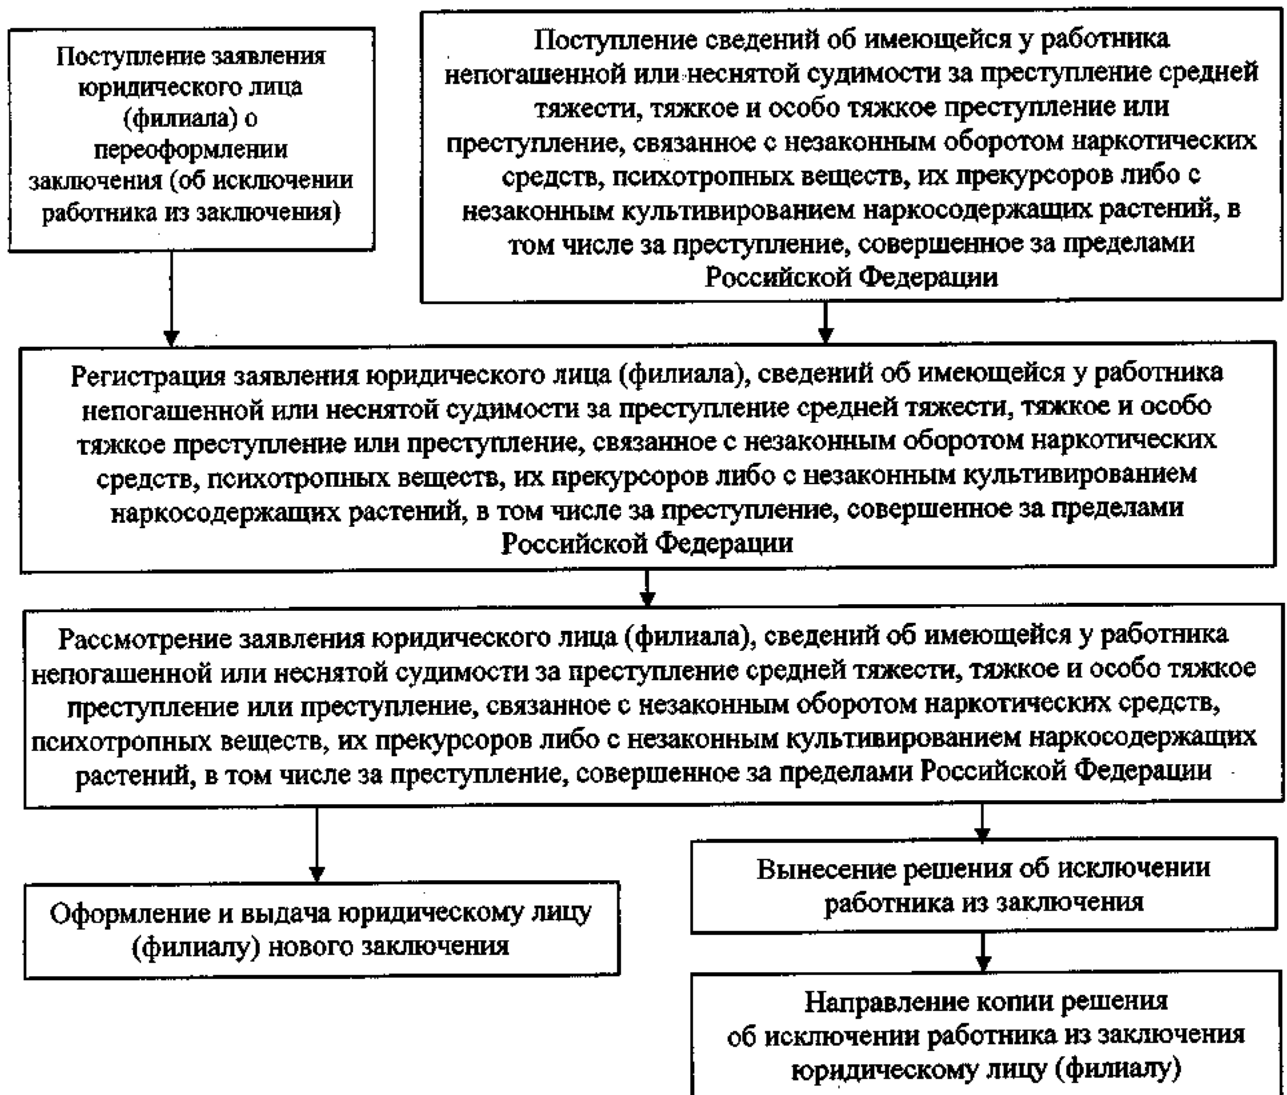 Поступление заявления
юридического лица
(филиала) о
переоформлении
заключения (об исключении
работника из заключения)
Поступление сведений об имеющейся у работника
непогашенной или неснятой судимости за преступление средней
тяжести, тяжкое и особо тяжкое преступление или
преступление, связанное с незаконным оборотом наркотических
средств, психотропных веществ, их прекурсоров либо с
незаконным культивированием наркосодержащих растений, в
том числе за преступление, совершенное за пределами
Российской Федерации
Регистрация заявления юридического лица (филиала), сведений об имеющейся у работника
непогашенной или неснятой судимости за преступление средней тяжести, тяжкое и особо
тяжкое преступление или преступление, связанное с незаконным оборотом наркотических
средств, психотропных веществ, их прекурсоров либо с незаконным культивированием
наркосодержащих растений, в том числе за преступление, совершенное за пределами
Российской Федерации
Рассмотрение заявления юридического лица (филиала), сведений об имеющейся у работника
непогашенной или неснятой судимости за преступление средней тяжести, тяжкое и особо тяжкое
преступление или преступление, связанное с незаконным оборотом наркотических средств,
психотропных веществ, их прекурсоров либо с незаконным культивированием наркосодержащих
растений, в том числе за преступление, совершенное за пределами Российской Федерации
Оформление и выдача юридическому лицу
(филиалу) нового заключения
Вынесение решения об исключении
работника из заключения
Направление копии решения
об исключении работника из заключения
юридическому лицу (филиалу)